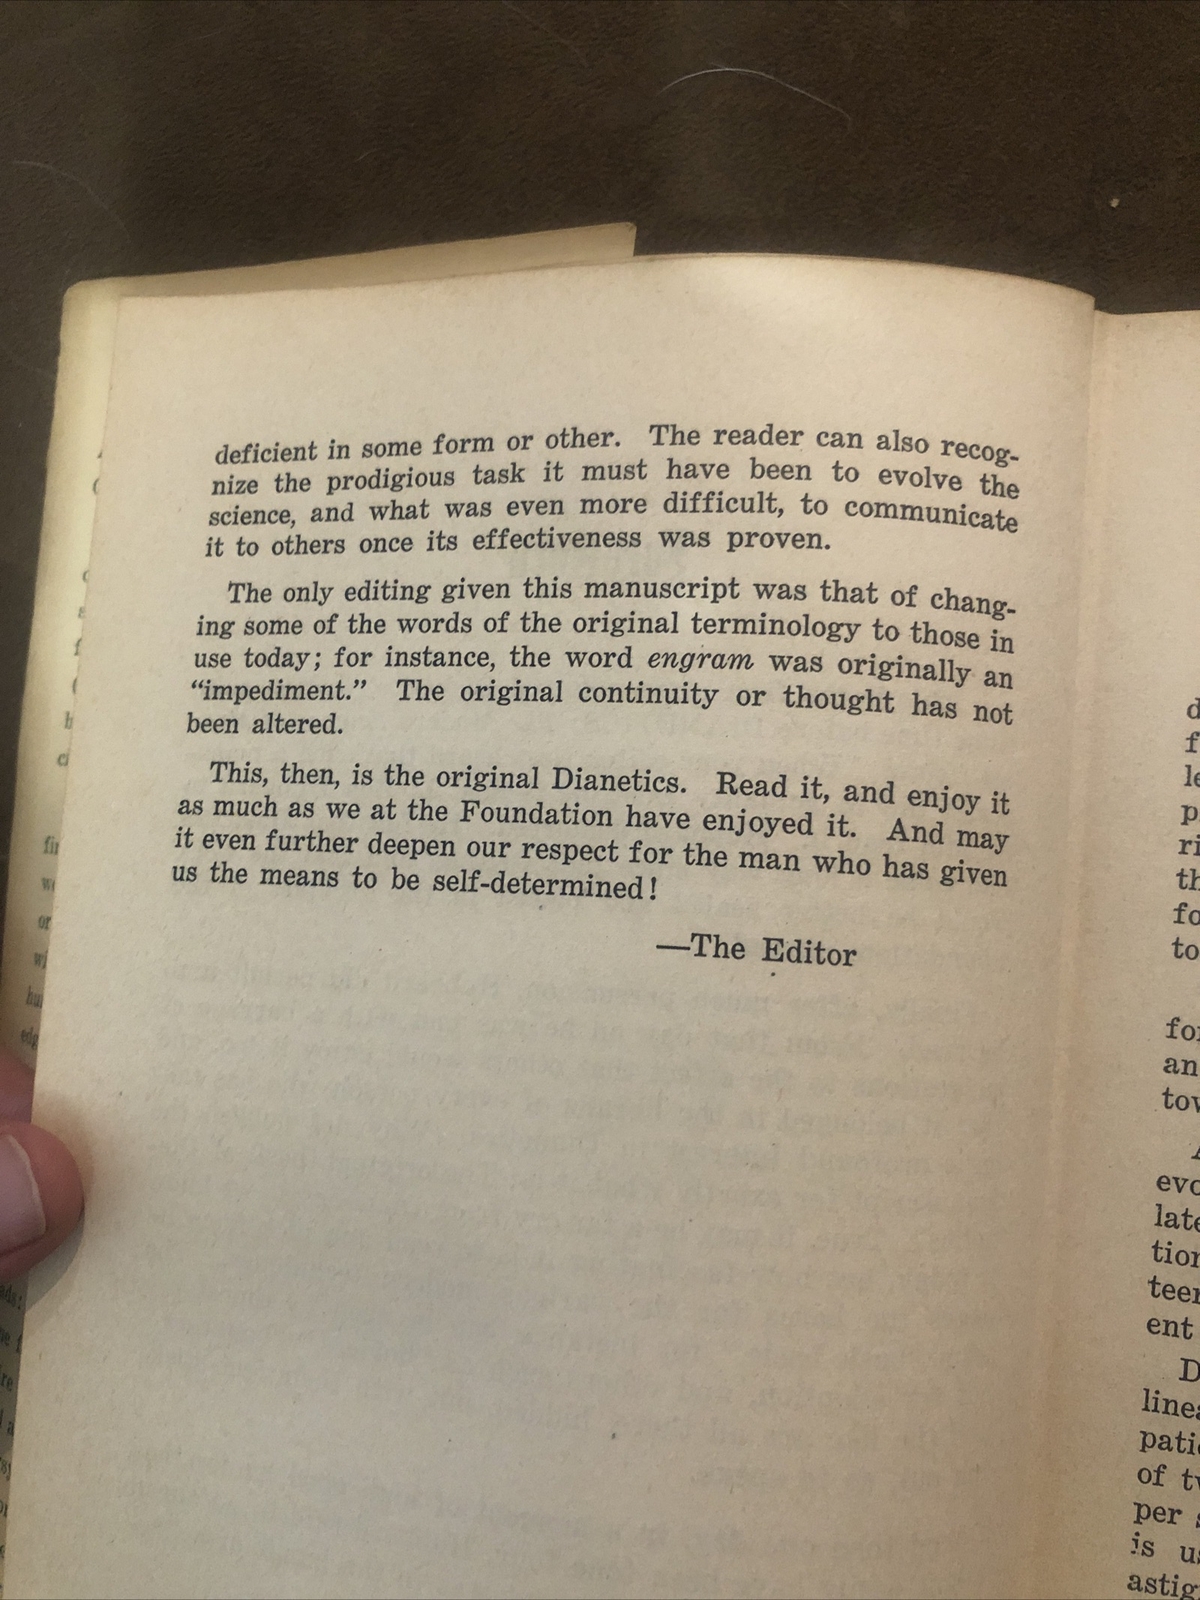 deficient in some form or other. The reader can also recog-
nize the prodigious task it must have been to evolve the
science, and what was even more difficult, to communicate
it to others once its effectiveness was proven.
The only editing given this manuscript was that of chang-
ing some of the words of the original terminology to those in
use today; for instance, the word engram was originally an
“impediment.” The original continuity or thought has not
been altered.
This, then, is the original Dianetics. Read it, and enjoy it
as much as we at the Foundation have enjoyed it. And may
it even further deepen our respect for the man who has given
us the means to be self-determined!
—The Editor